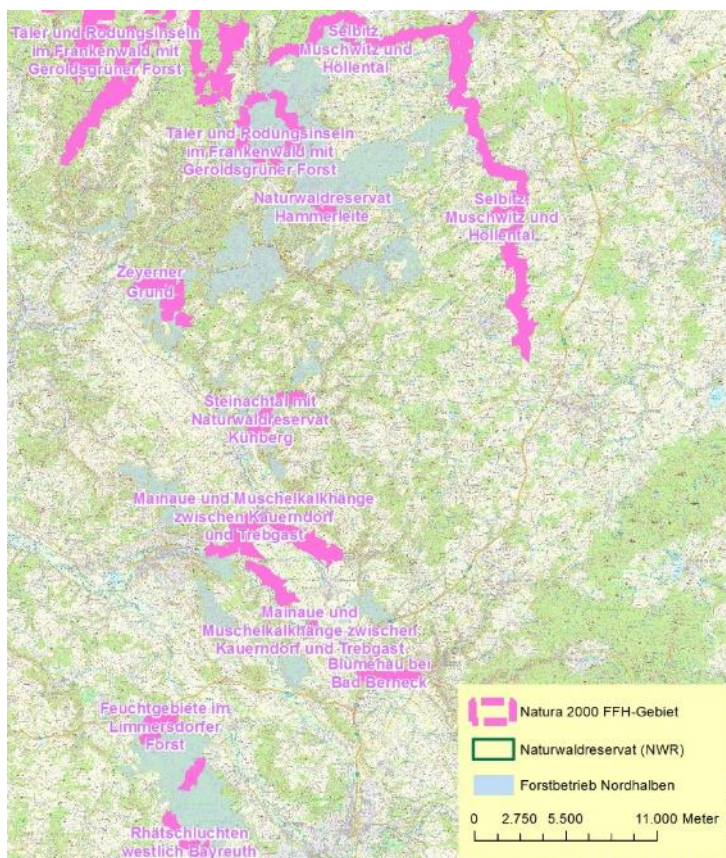 Täler und Rodungsinseln
im Frankenwald mit
Geroldsgrüner Forst
Selbitz
Muschwitz und
Höllental
Täler und Rodungsinseln
im Frankenwald mit
Geroldsgrüner Forst
Naturwaldreservat
Hammerleite
Selbitz
Muschwitz und
Höllental
Zeyerner
Grund
Steinachtal mit
Naturwaldreservat
Kühberg
Mainaue und Muschelkalkhänge
zwischen Kauerndorf
und Trebgast
Mainaue und
Muschelkalkhänge zwischen
Kauerndorf und Trebgast
Blumenau bei
Bad Berneck
Feuchtgebiete im
Limmersdorfer
Forst
Rhätschluchten
westlich Bayreuth
Natura 2000 FFH-Gebiet
Naturwaldreservat (NWR)
Forstbetrieb Nordhalben
0 2.750 5.500 11.000 Meter